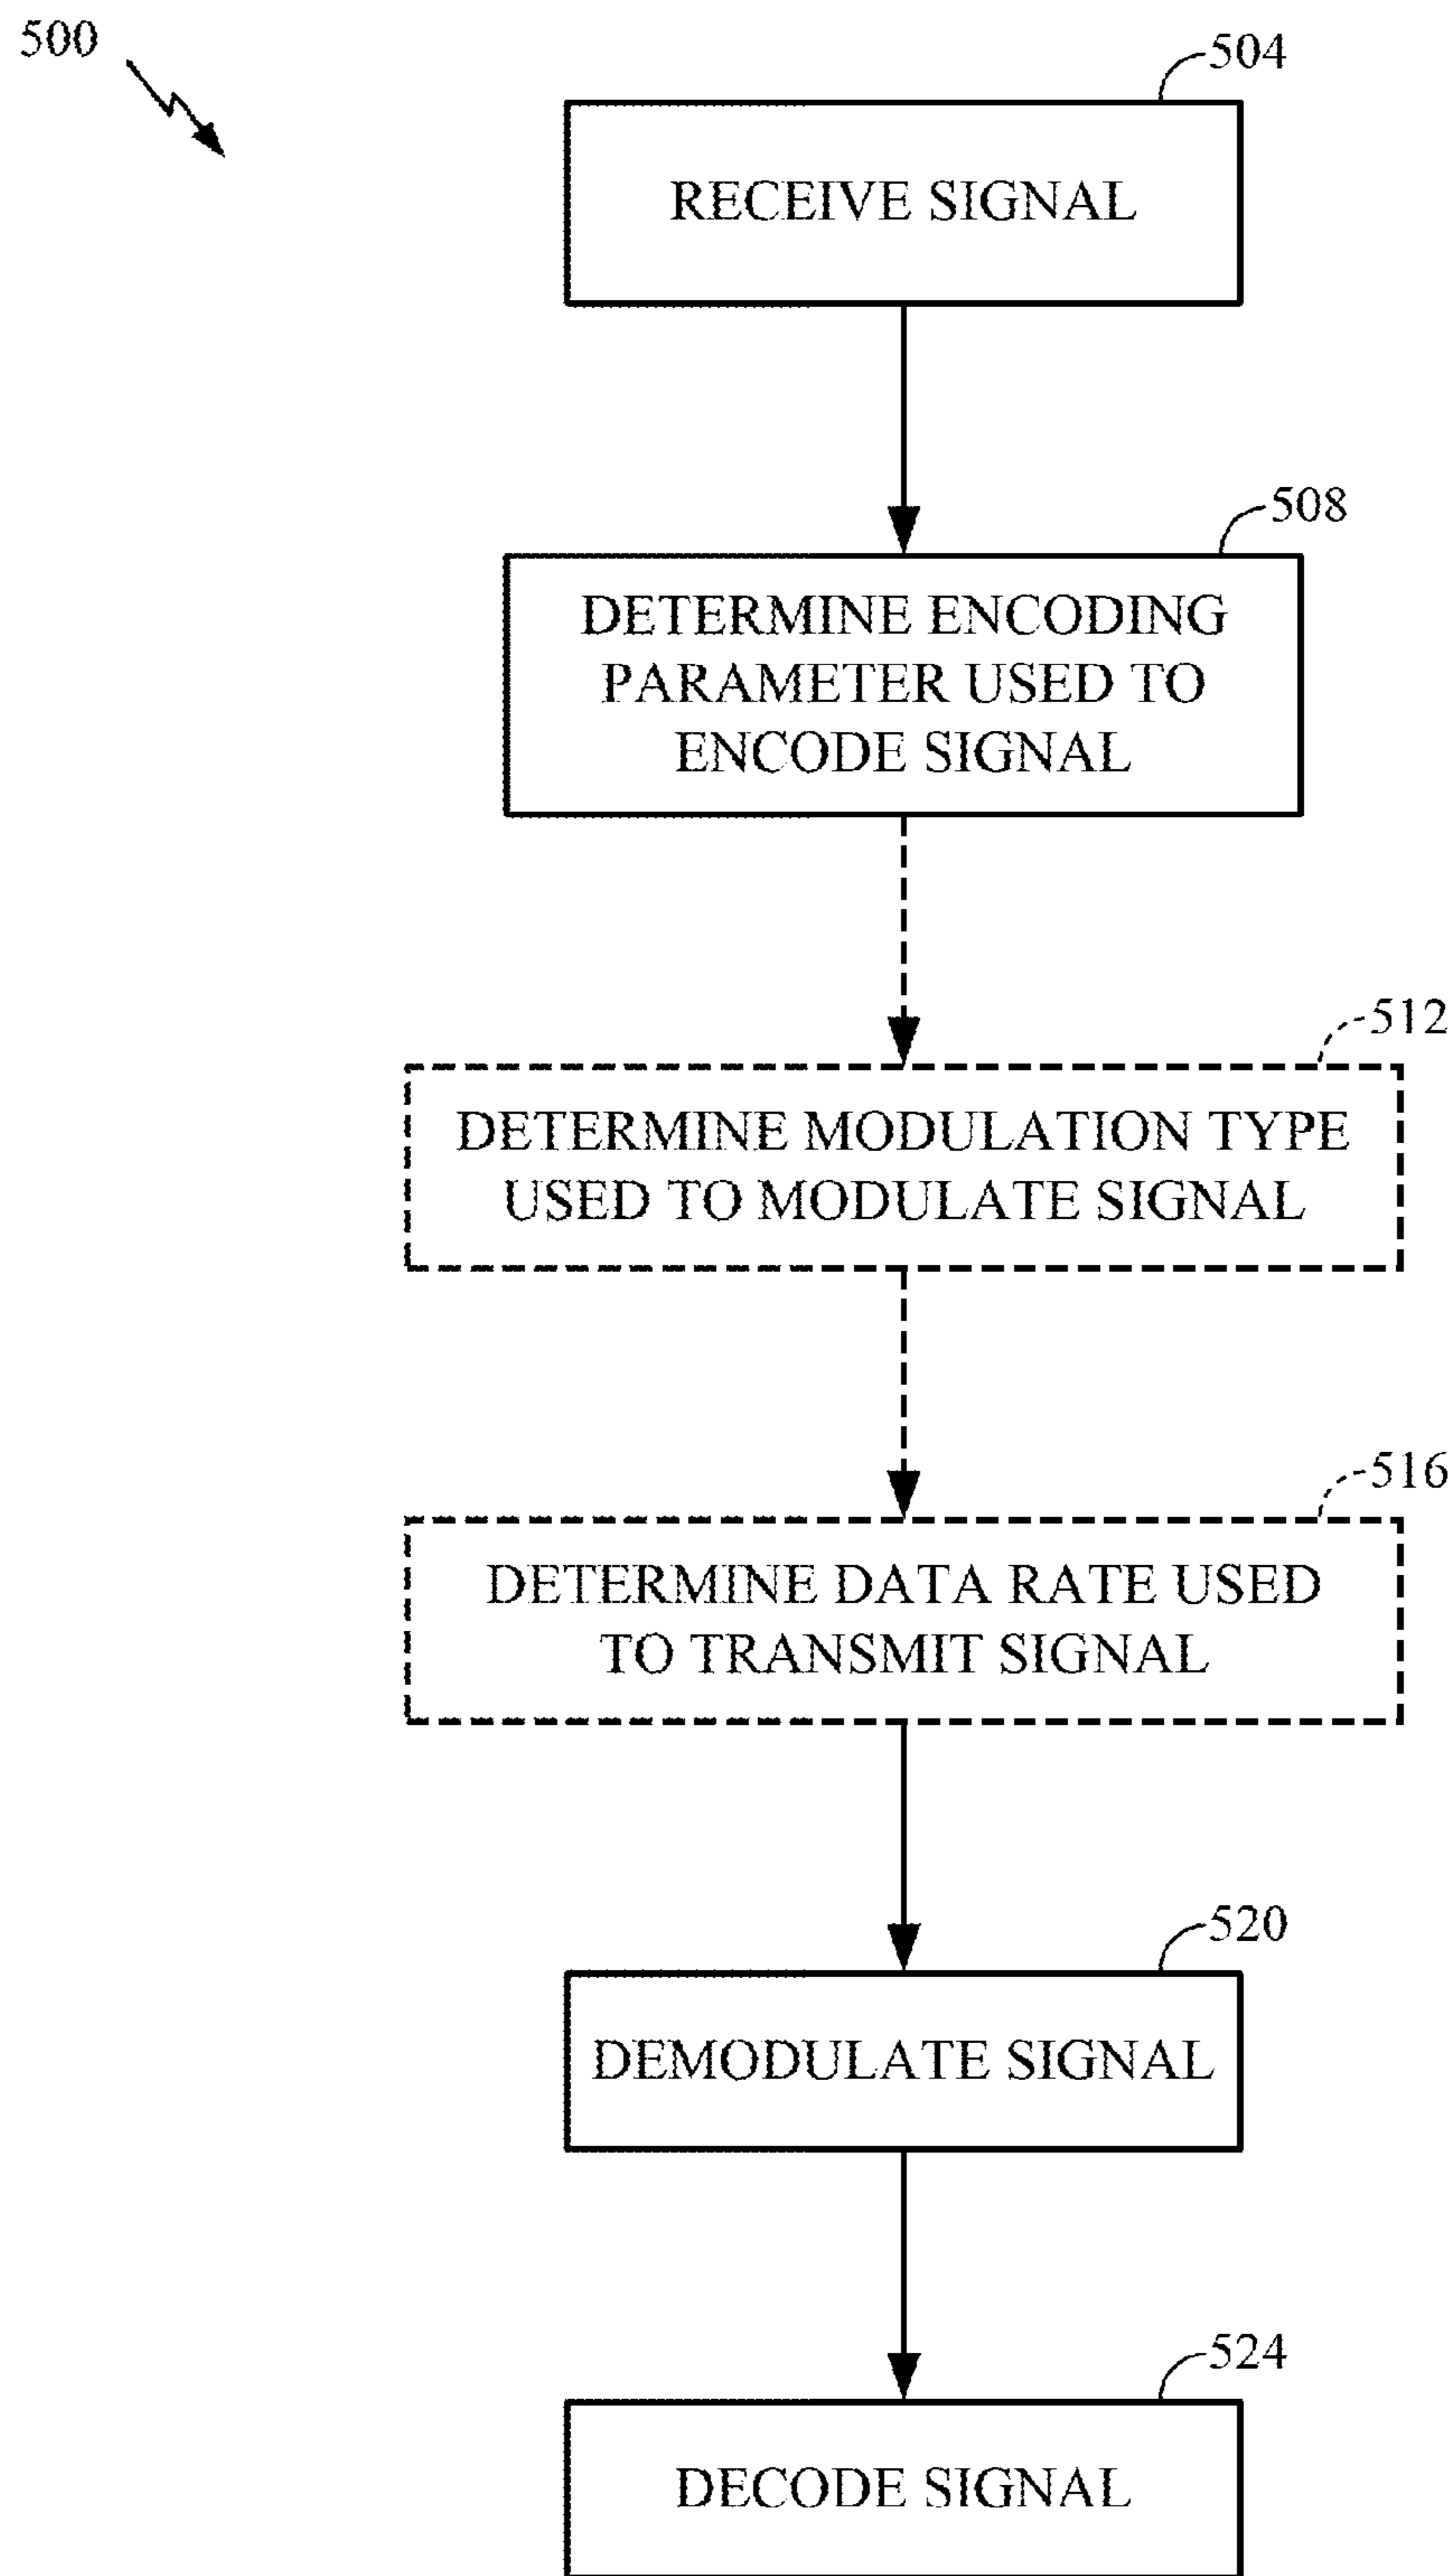 500
504
RECEIVE SIGNAL
508
DETERMINE ENCODING
PARAMETER USED TO
ENCODE SIGNAL
512
DETERMINE MODULATION TYPE
USED TO MODULATE SIGNAL
516
DETERMINE DATA RATE USED
TO TRANSMIT SIGNAL
520
DEMODULATE SIGNAL
524
DECODE SIGNAL